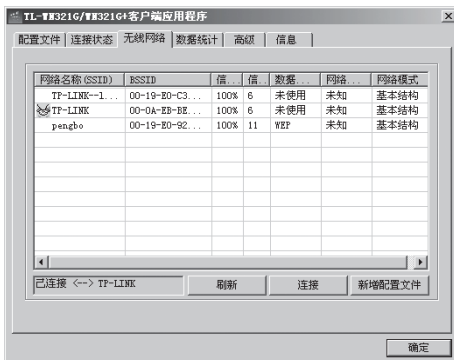 TL-WN321G/WN321G+客户端应用程序
配置文件 连接状态 无线网络 数据统计 高级 信息
网络名称(SSID) BSSID 信... 信... 数据... 网络... 网络模式
TP-LINK--1... 00-19-E0-C3... 100% 6 未使用 未知 基本结构
TP-LINK 00-0A-EB-BE... 100% 6 未使用 未知 基本结构
pengbo 00-19-E0-92... 100% 11 WEP 未知 基本结构
已连接 <--> TP-LINK 刷新 连接 新增配置文件
确定